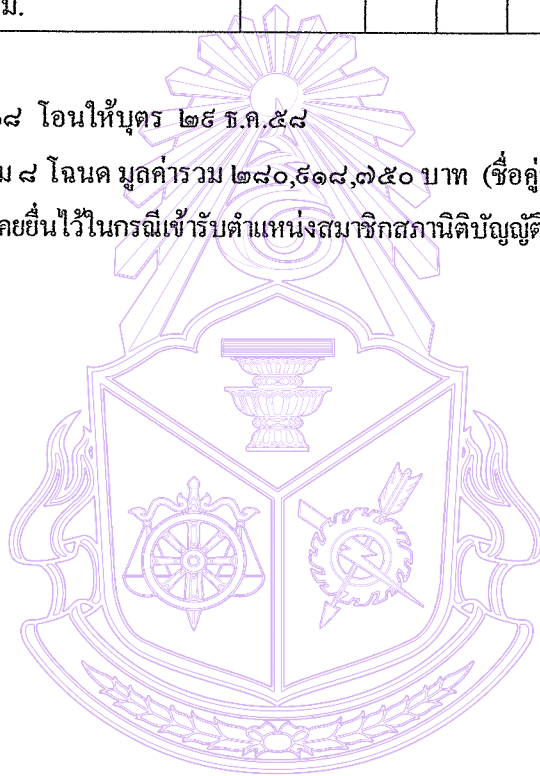 ม.
๘ โอนให้บุตร ๒๙ ธ.ค.๕๘
ม ๘ โฉนด มูลค่ารวม ๒๘๐,๙๑๘,๗๕๐ บาท (ชื่อคู่
คยยื่นไว้ในกรณีเข้ารับตำแหน่งสมาชิกสภานิติบัญญัติ